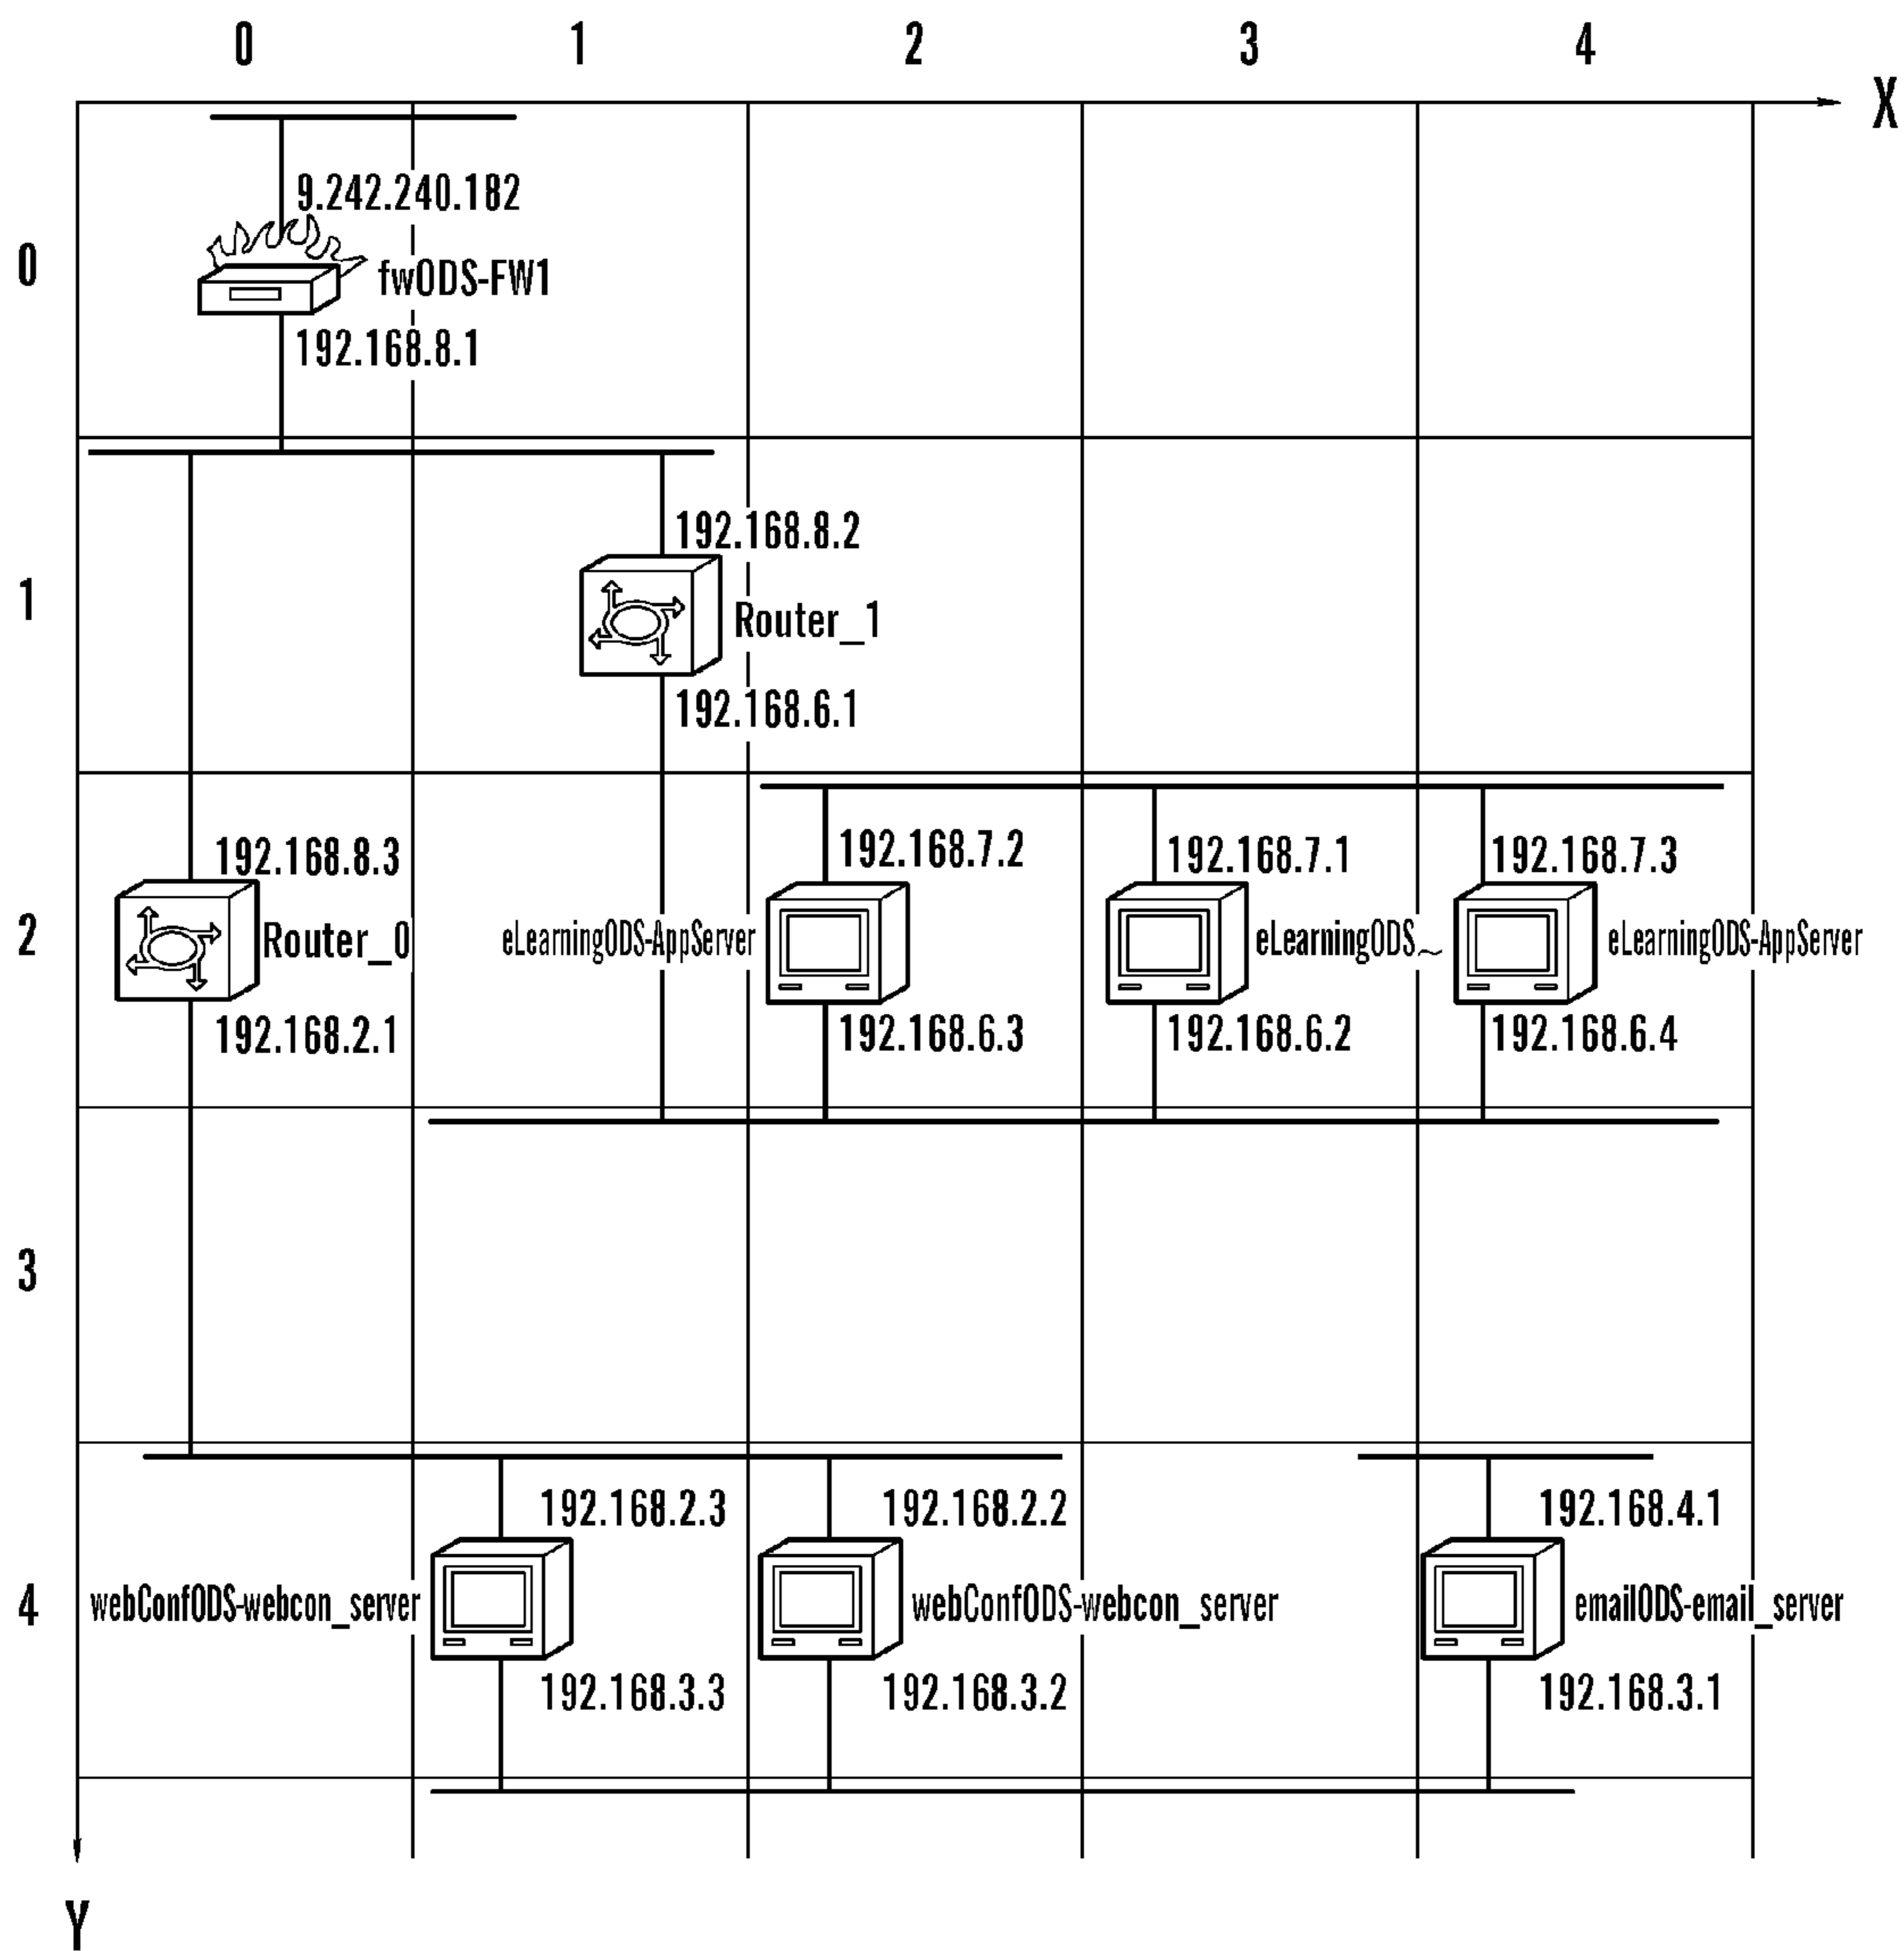 0 1 2 3 4
X
9.242.240.182
0
fwODS-FW1
192.168.8.1
192.168.8.2
1
Router_1
192.168.6.1
192.168.8.3 192.168.7.2 192.168.7.1 192.168.7.3
2
Router_0 eLearningODS-AppServer eLearningODS~ eLearningODS-AppServer
192.168.2.1 192.168.6.3 192.168.6.2 192.168.6.4
3
192.168.2.3 192.168.2.2 192.168.4.1
4
webConfODS-webcon_server webConfODS-webcon_server emailODS-email_server
192.168.3.3 192.168.3.2 192.168.3.1
Y